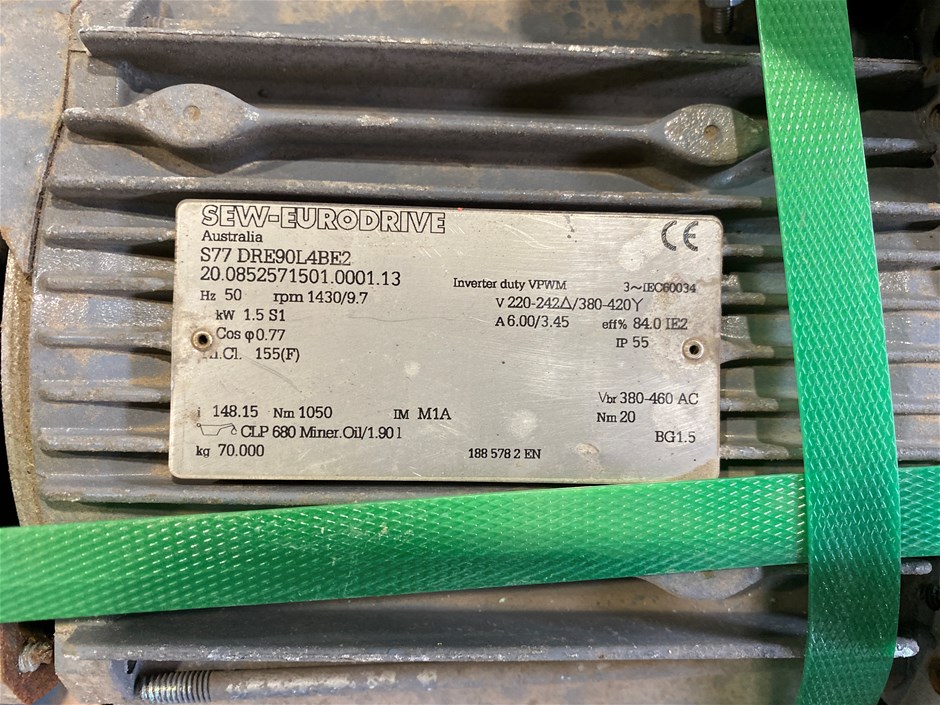 SEW-EURODRIVE
Australia
CE
S77 DRE90L4BE2
20.0852571501.0001.13
Inverter duty VPWM 3~IEC60034
Hz 50 rpm 1430/9.7
V 220-242△/380-420Y
kW 1.5 S1
A 6.00/3.45 eff% 84.0 IE2
Cos φ 0.77
IP 55
155(F)
Vbr 380-460 AC
i 148.15 Nm 1050 IM M1A
Nm 20
CLP 680 Miner.Oil/1.90 l
BG1.5
kg 70.000
188 578 2 EN